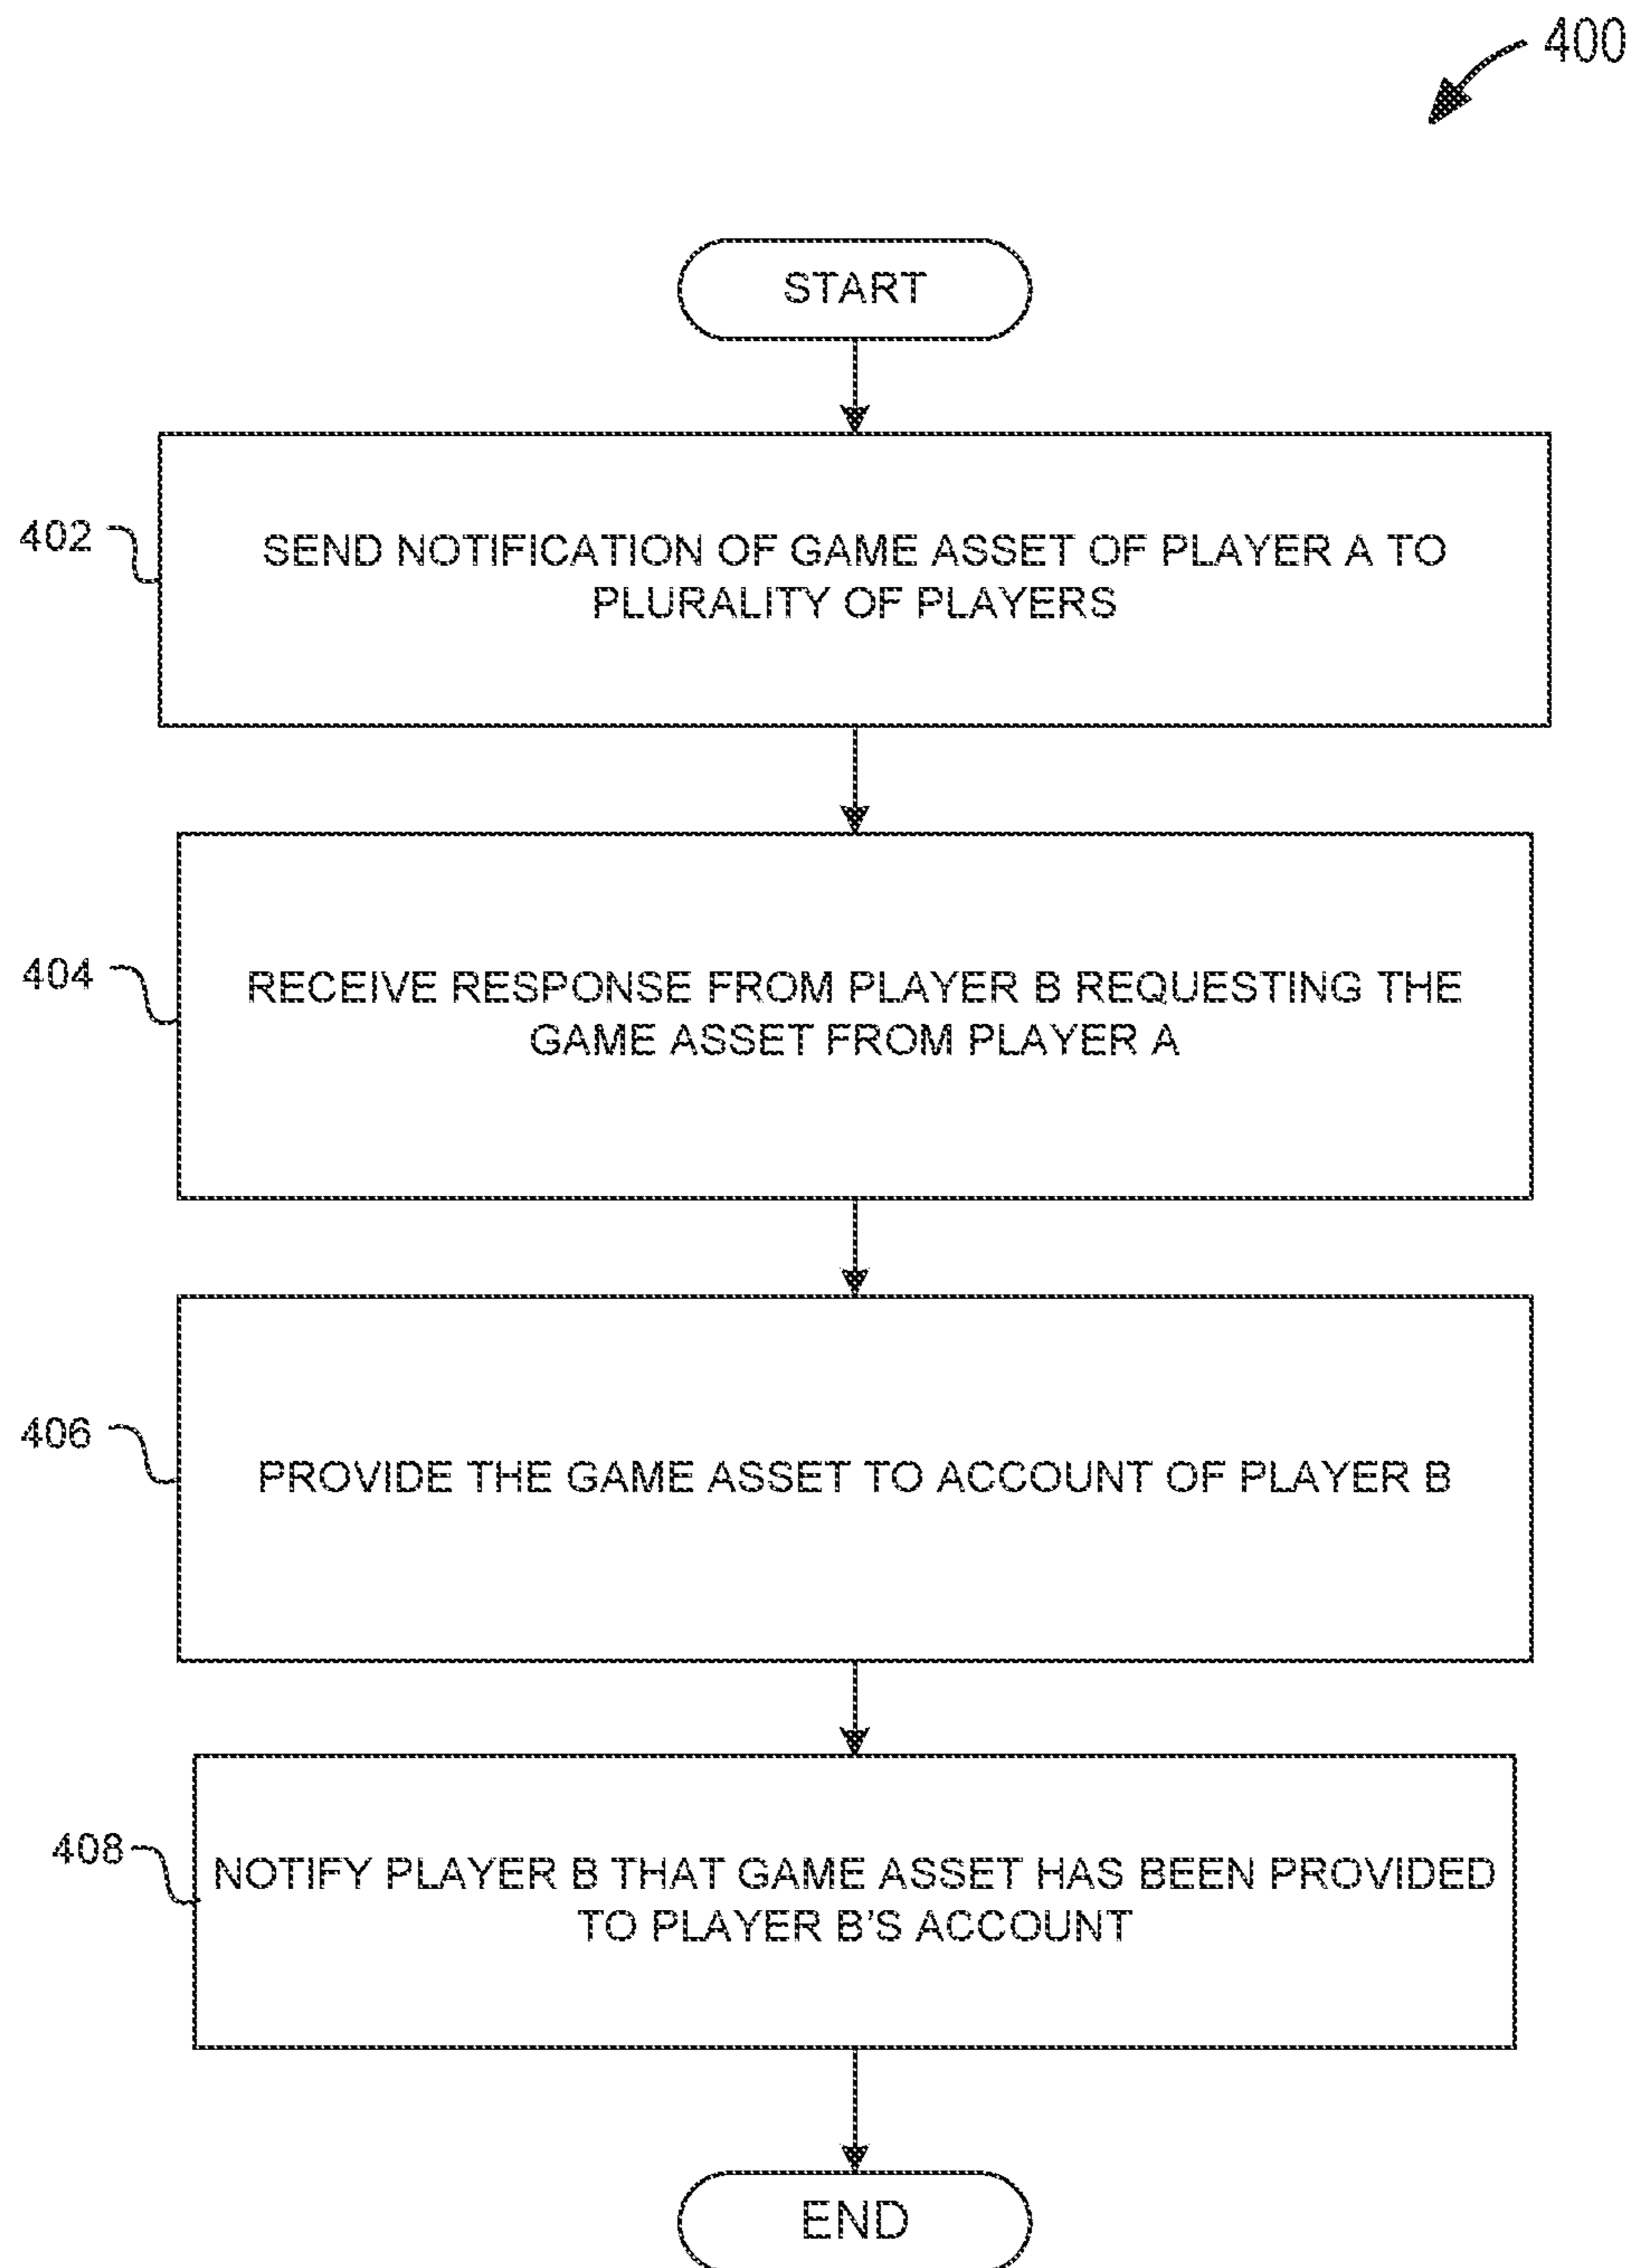 400
START
402
SEND NOTIFICATION OF GAME ASSET OF PLAYER A TO
PLURALITY OF PLAYERS
404
RECEIVE RESPONSE FROM PLAYER B REQUESTING THE
GAME ASSET FROM PLAYER A
406
PROVIDE THE GAME ASSET TO ACCOUNT OF PLAYER B
408
NOTIFY PLAYER B THAT GAME ASSET HAS BEEN PROVIDED
TO PLAYER B'S ACCOUNT
END